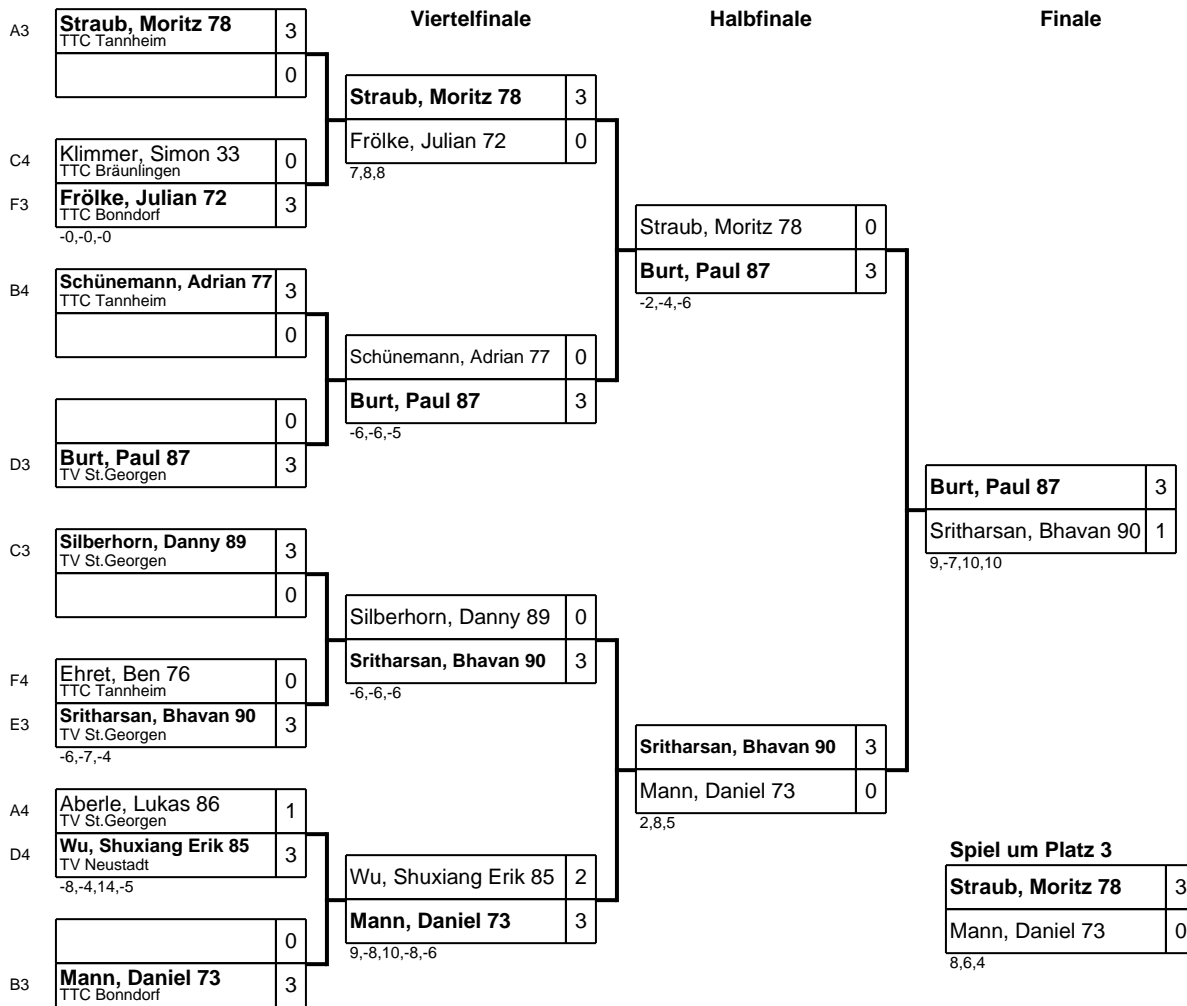 Viertelfinale
Halbfinale
Finale
A3
Straub, Moritz 78 3
TTC Tannheim
0
C4
Klimmer, Simon 33 0
TTC Bräunlingen
F3
Frölke, Julian 72 3
TTC Bonndorf
-0,-0,-0
B4
Schünemann, Adrian 77 3
TTC Tannheim
0
0
D3
Burt, Paul 87 3
TV St.Georgen
C3
Silberhorn, Danny 89 3
TV St.Georgen
0
F4
Ehret, Ben 76 0
TTC Tannheim
E3
Sritharsan, Bhavan 90 3
TV St.Georgen
-6,-7,-4
A4
Aberle, Lukas 86 1
TV St.Georgen
D4
Wu, Shuxiang Erik 85 3
TV Neustadt
-8,-4,14,-5
0
B3
Mann, Daniel 73 3
TTC Bonndorf
Straub, Moritz 78 3
Frölke, Julian 72 0
7,8,8
Schünemann, Adrian 77 0
Burt, Paul 87 3
-6,-6,-5
Silberhorn, Danny 89 0
Sritharsan, Bhavan 90 3
-6,-6,-6
Wu, Shuxiang Erik 85 2
Mann, Daniel 73 3
9,-8,10,-8,-6
Straub, Moritz 78 0
Burt, Paul 87 3
-2,-4,-6
Sritharsan, Bhavan 90 3
Mann, Daniel 73 0
2,8,5
Burt, Paul 87 3
Sritharsan, Bhavan 90 1
9,-7,10,10
Spiel um Platz 3
Straub, Moritz 78 3
Mann, Daniel 73 0
8,6,4